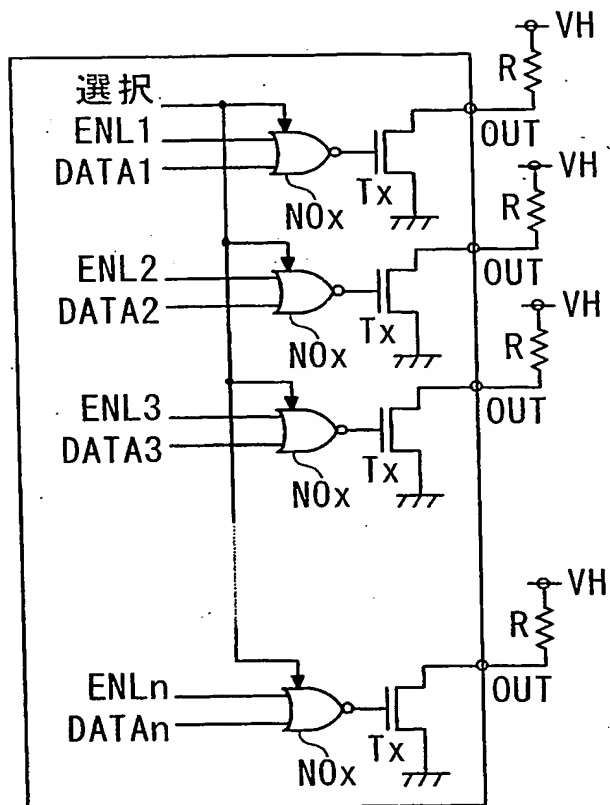 VH
R
選択
OUT
ENL1
DATA1
Tx
NOx
VH
R
OUT
ENL2
DATA2
Tx
NOx
VH
R
OUT
ENL3
DATA3
Tx
NOx
VH
R
OUT
ENLn
DATAn
Tx
NOx